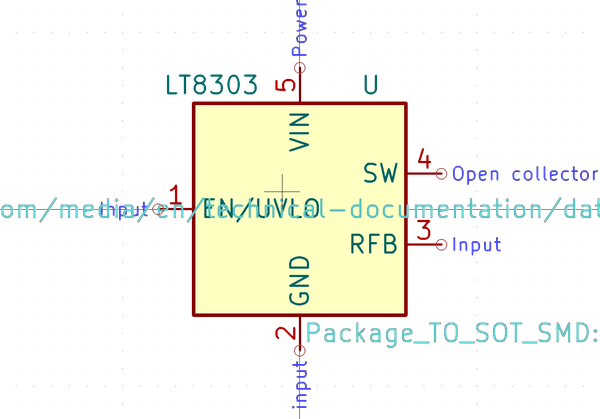 Power
LT8303
U
5
VIN
SW
4
Open collector
input
1
EN/UVLO
om/media/en/technical-documentation/dat
RFB
3
Input
GND
2
Package_TO_SOT_SMD:
input